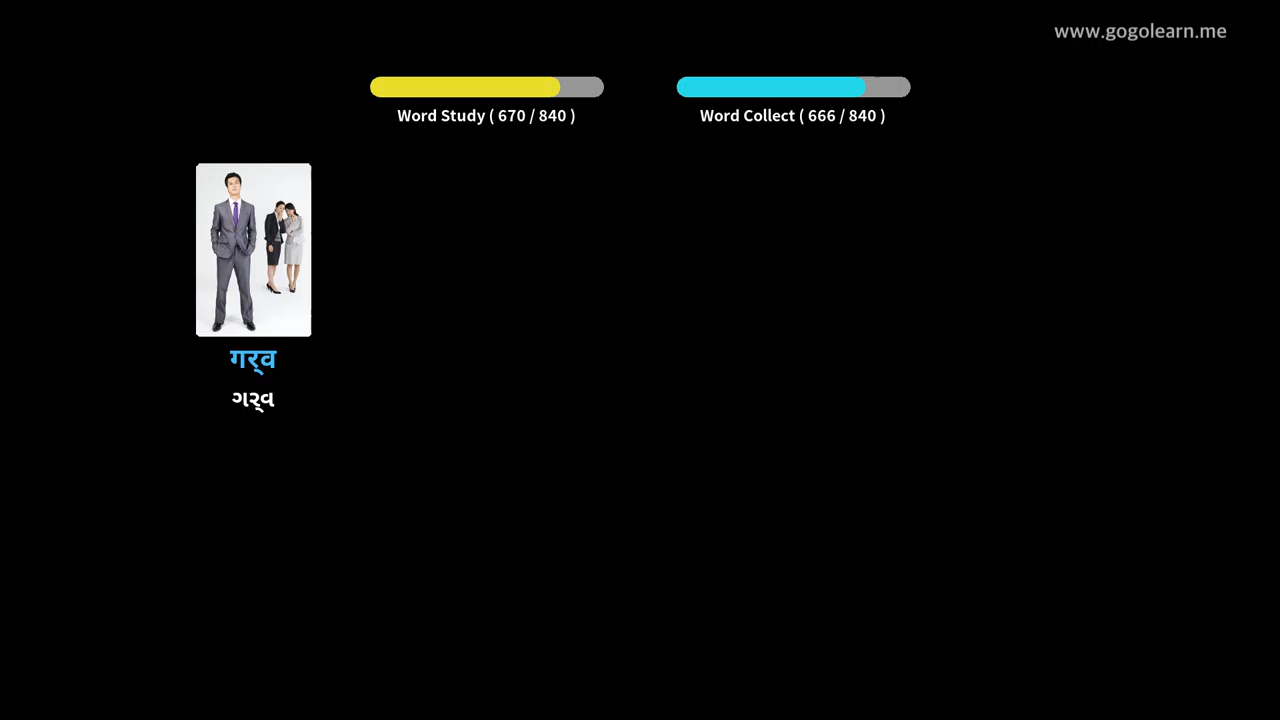 www.gogolearn.me
Word Study ( 670 / 840 )
Word Collect ( 666 / 840 )
गर्‍व
ગર્‍વ